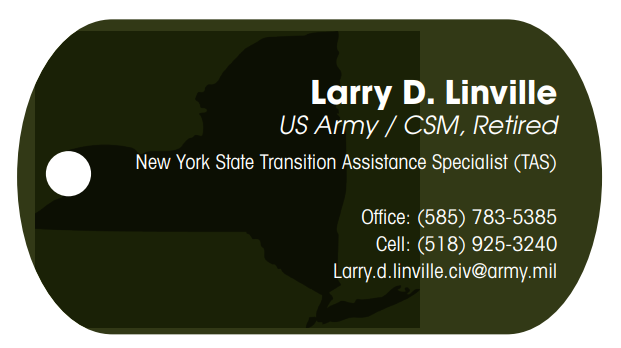 Larry D. Linville
US Army / CSM, Retired
New York State Transition Assistance Specialist (TAS)
Office: (585) 783-5385
Cell: (518) 925-3240
Larry.d.linville.civ@army.mil